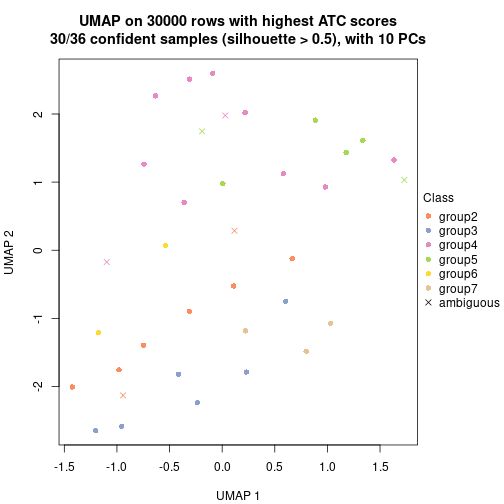 UMAP on 30000 rows with highest ATC scores
30/36 confident samples (silhouette > 0.5), with 10 PCs
UMAP 2
2
1
0
-1
-2
-1.5
-1.0
-0.5
0.0
0.5
1.0
1.5
UMAP 1
Class
group2
group3
group4
group5
group6
group7
ambiguous